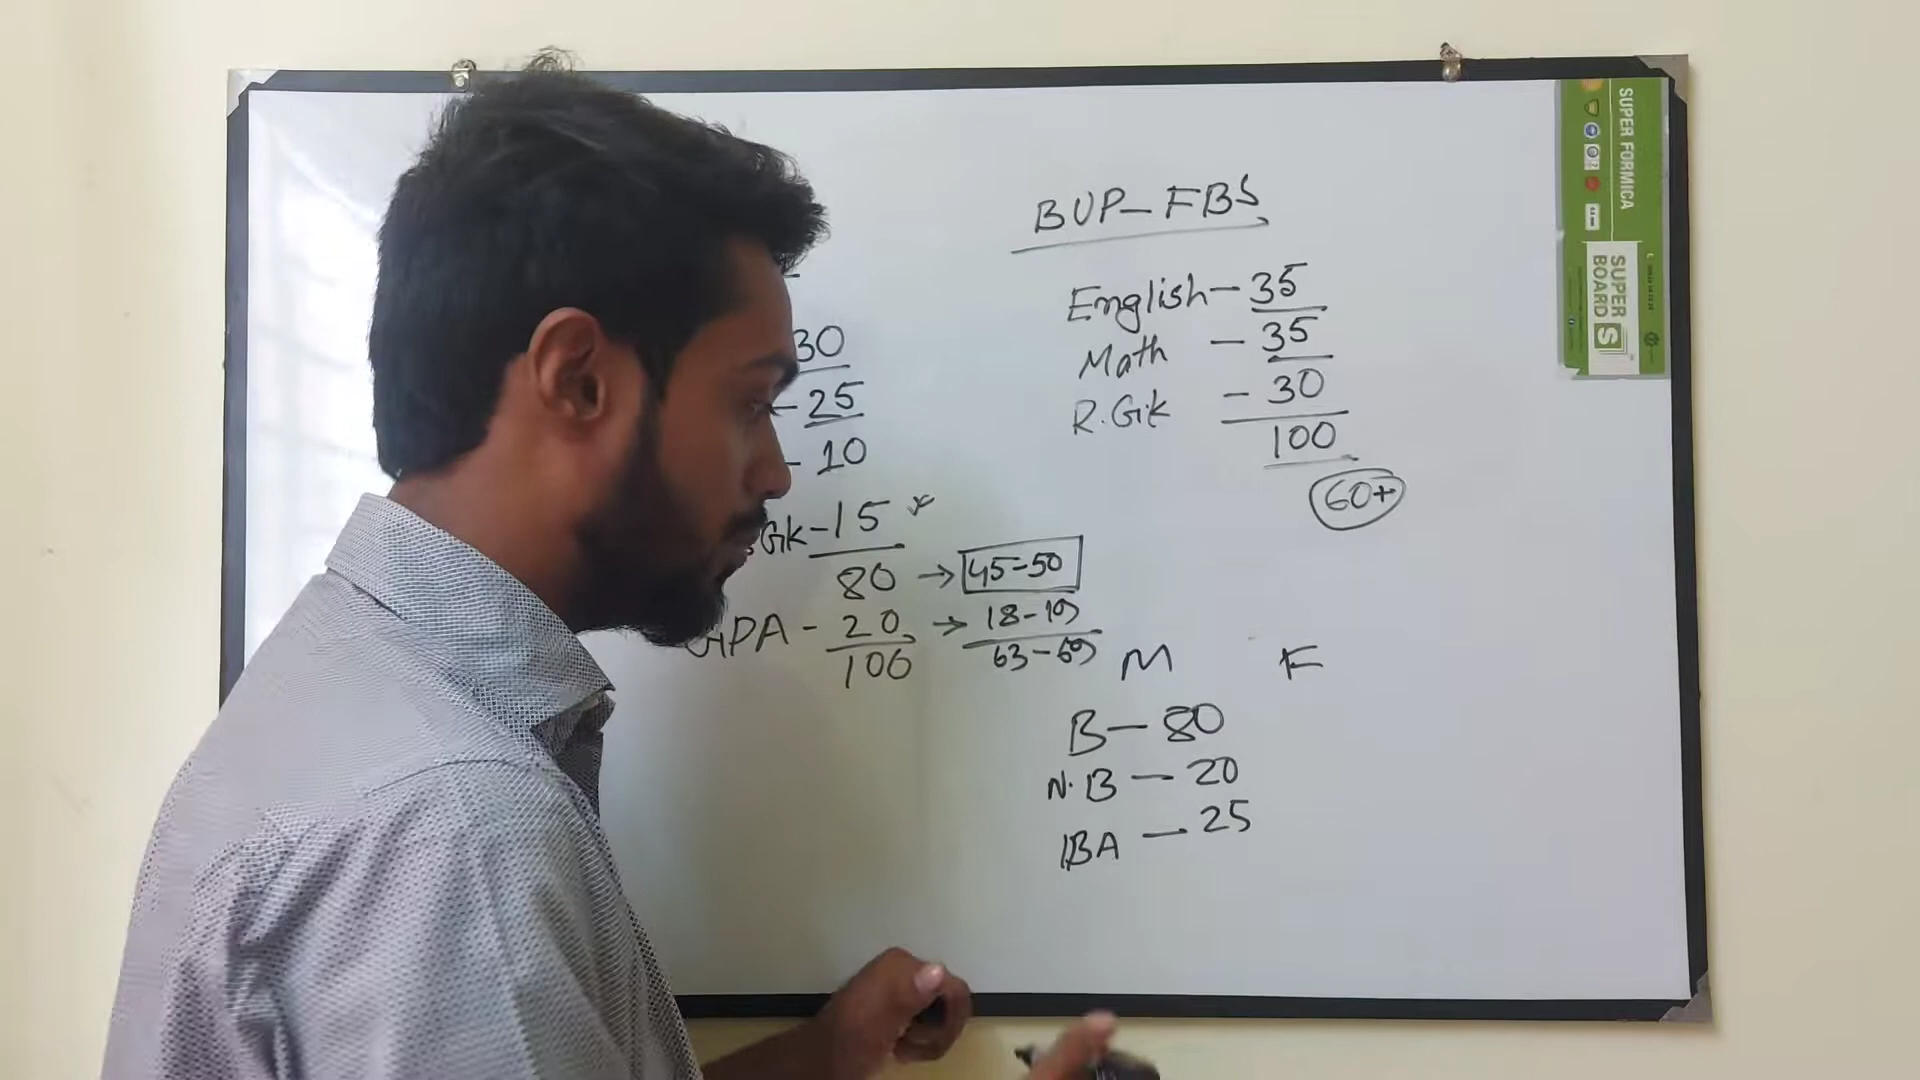 30
- 25
- 10
Gk - 15
80 → 45-50
GPA - 20 → 18-19
100 63-69
BUP - FBS
English - 35
Math - 35
R.Gk - 30
100
60+
M F
B - 80
N.B - 20
IBA - 25
SUPER FORMICA
SUPER
BOARD S